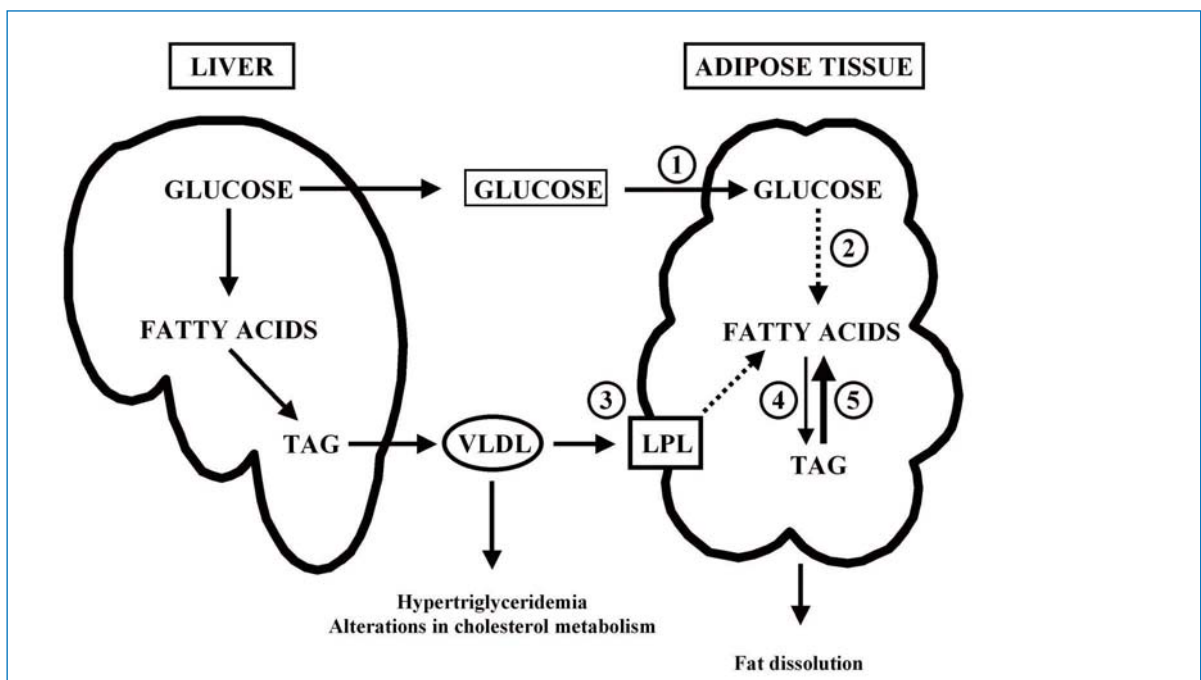 LIVER
ADIPOSE TISSUE
GLUCOSE
GLUCOSE
1
GLUCOSE
2
FATTY ACIDS
FATTY ACIDS
3
4
5
TAG
VLDL
LPL
TAG
Hypertriglyceridemia
Alterations in cholesterol metabolism
Fat dissolution